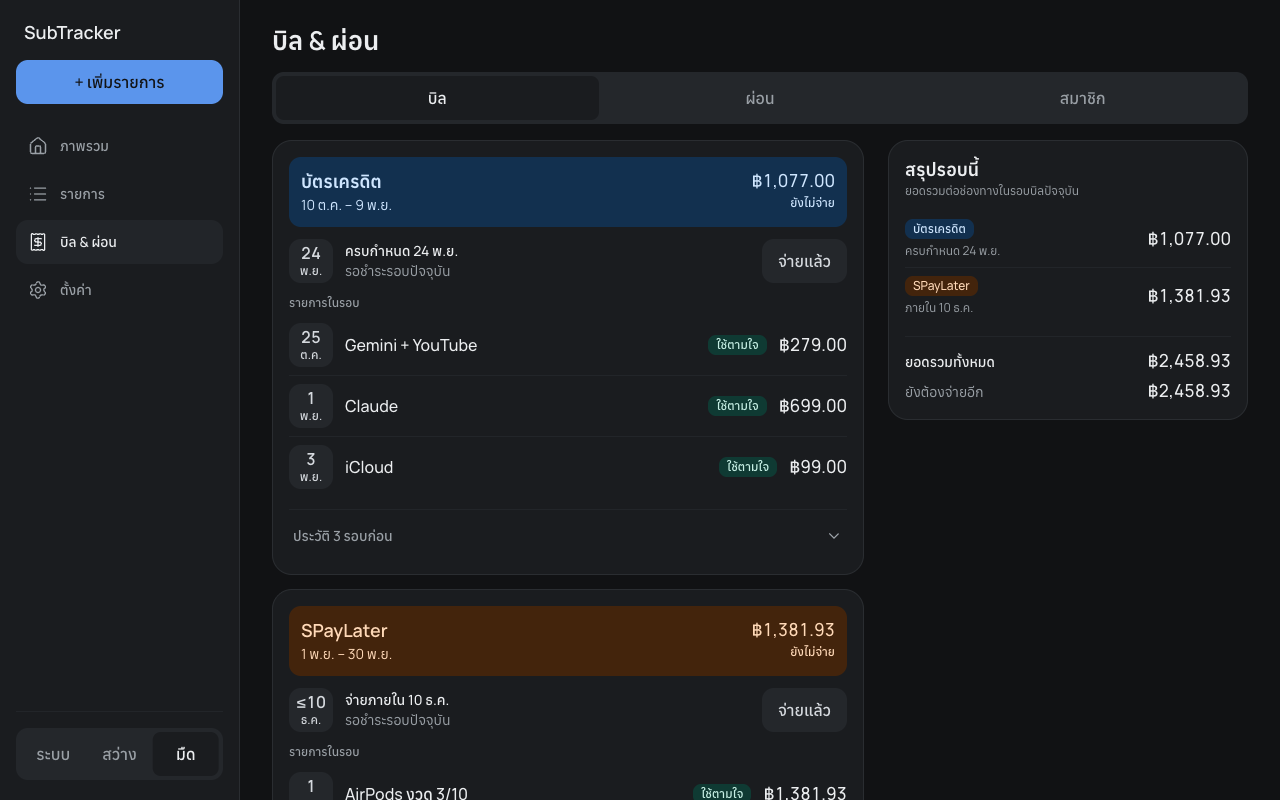 SubTracker
+ เพิ่มรายการ
ภาพรวม
รายการ
บิล & ผ่อน
ตั้งค่า
ระบบ
สว่าง
มืด
บิล & ผ่อน
บิล
ผ่อน
สมาชิก
บัตรเครดิต
฿1,077.00
10 ต.ค. – 9 พ.ย.
ยังไม่จ่าย
24
พ.ย.
ครบกำหนด 24 พ.ย.
รอชำระรอบปัจจุบัน
จ่ายแล้ว
รายการในรอบ
25
ต.ค.
Gemini + YouTube
ใช้ตามใจ
฿279.00
1
พ.ย.
Claude
ใช้ตามใจ
฿699.00
3
พ.ย.
iCloud
ใช้ตามใจ
฿99.00
ประวัติ 3 รอบก่อน
SPayLater
฿1,381.93
1 พ.ย. – 30 พ.ย.
ยังไม่จ่าย
≤10
ธ.ค.
จ่ายภายใน 10 ธ.ค.
รอชำระรอบปัจจุบัน
จ่ายแล้ว
รายการในรอบ
1
AirPods งวด 3/10
ใช้ตามใจ
฿1,381.93
สรุปรอบนี้
ยอดรวมต่อช่องทางในรอบบิลปัจจุบัน
บัตรเครดิต
ครบกำหนด 24 พ.ย.
฿1,077.00
SPayLater
ภายใน 10 ธ.ค.
฿1,381.93
ยอดรวมทั้งหมด
฿2,458.93
ยังต้องจ่ายอีก
฿2,458.93